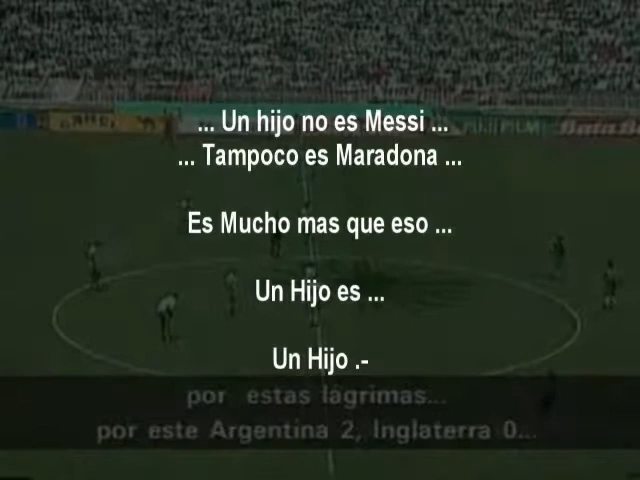 FUJIFILM
... Un hijo no es Messi ...
... Tampoco es Maradona ...
Es Mucho mas que eso ...
Un Hijo es ...
Un Hijo .-
por estas lágrimas...
por este Argentina 2, Inglaterra 0...